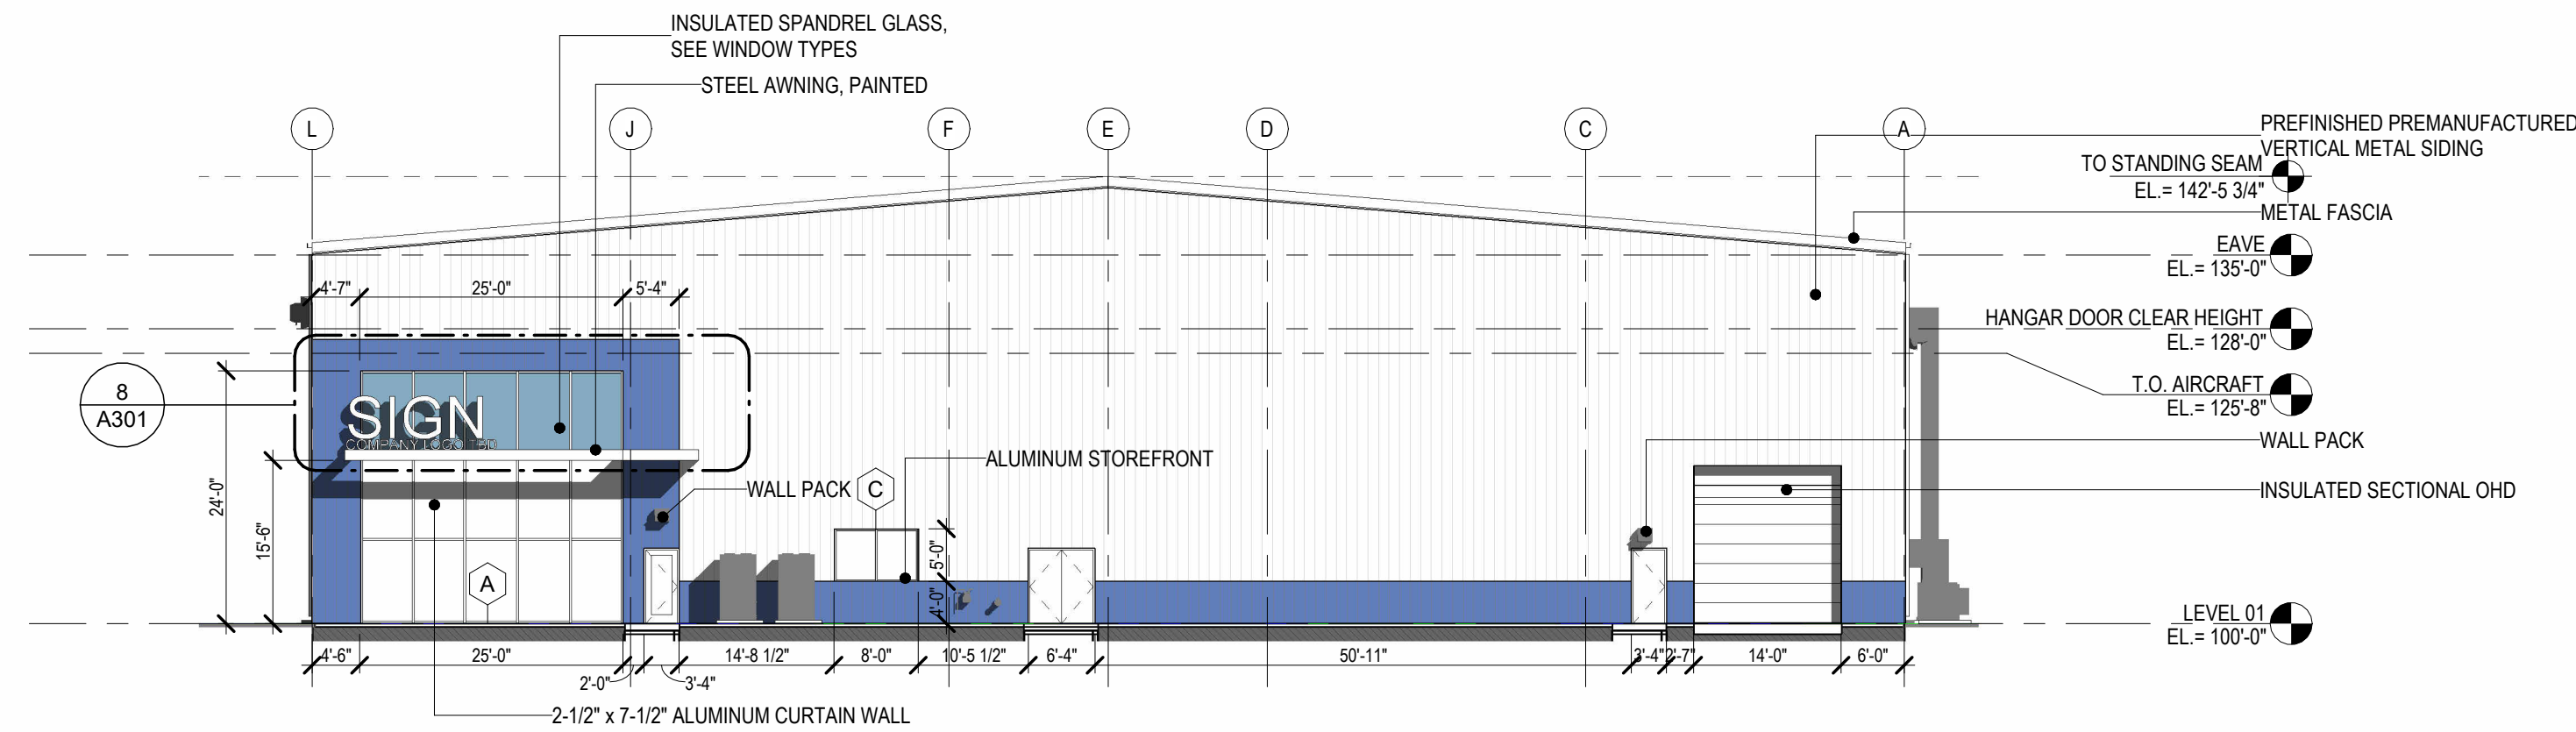 INSULATED SPANDREL GLASS,
SEE WINDOW TYPES
STEEL AWNING, PAINTED
L
J
F
E
D
C
A
PREFINISHED PREMANUFACTURED
VERTICAL METAL SIDING
TO STANDING SEAM
EL.= 142'-5 3/4"
METAL FASCIA
EAVE
EL.= 135'-0"
4'-7"
25'-0"
5'-4"
HANGAR DOOR CLEAR HEIGHT
EL.= 128'-0"
T.O. AIRCRAFT
EL.= 125'-8"
8
A301
SIGN
COMPANY LOGO TBD
WALL PACK
ALUMINUM STOREFRONT
WALL PACK
C
INSULATED SECTIONAL OHD
24'-0"
15'-6"
5'-0"
4'-0"
A
LEVEL 01
EL.= 100'-0"
4'-6"
25'-0"
14'-8 1/2"
8'-0"
10'-5 1/2"
6'-4"
50'-11"
3'-4"
2'-7"
14'-0"
6'-0"
2'-0"
3'-4"
2-1/2" x 7-1/2" ALUMINUM CURTAIN WALL